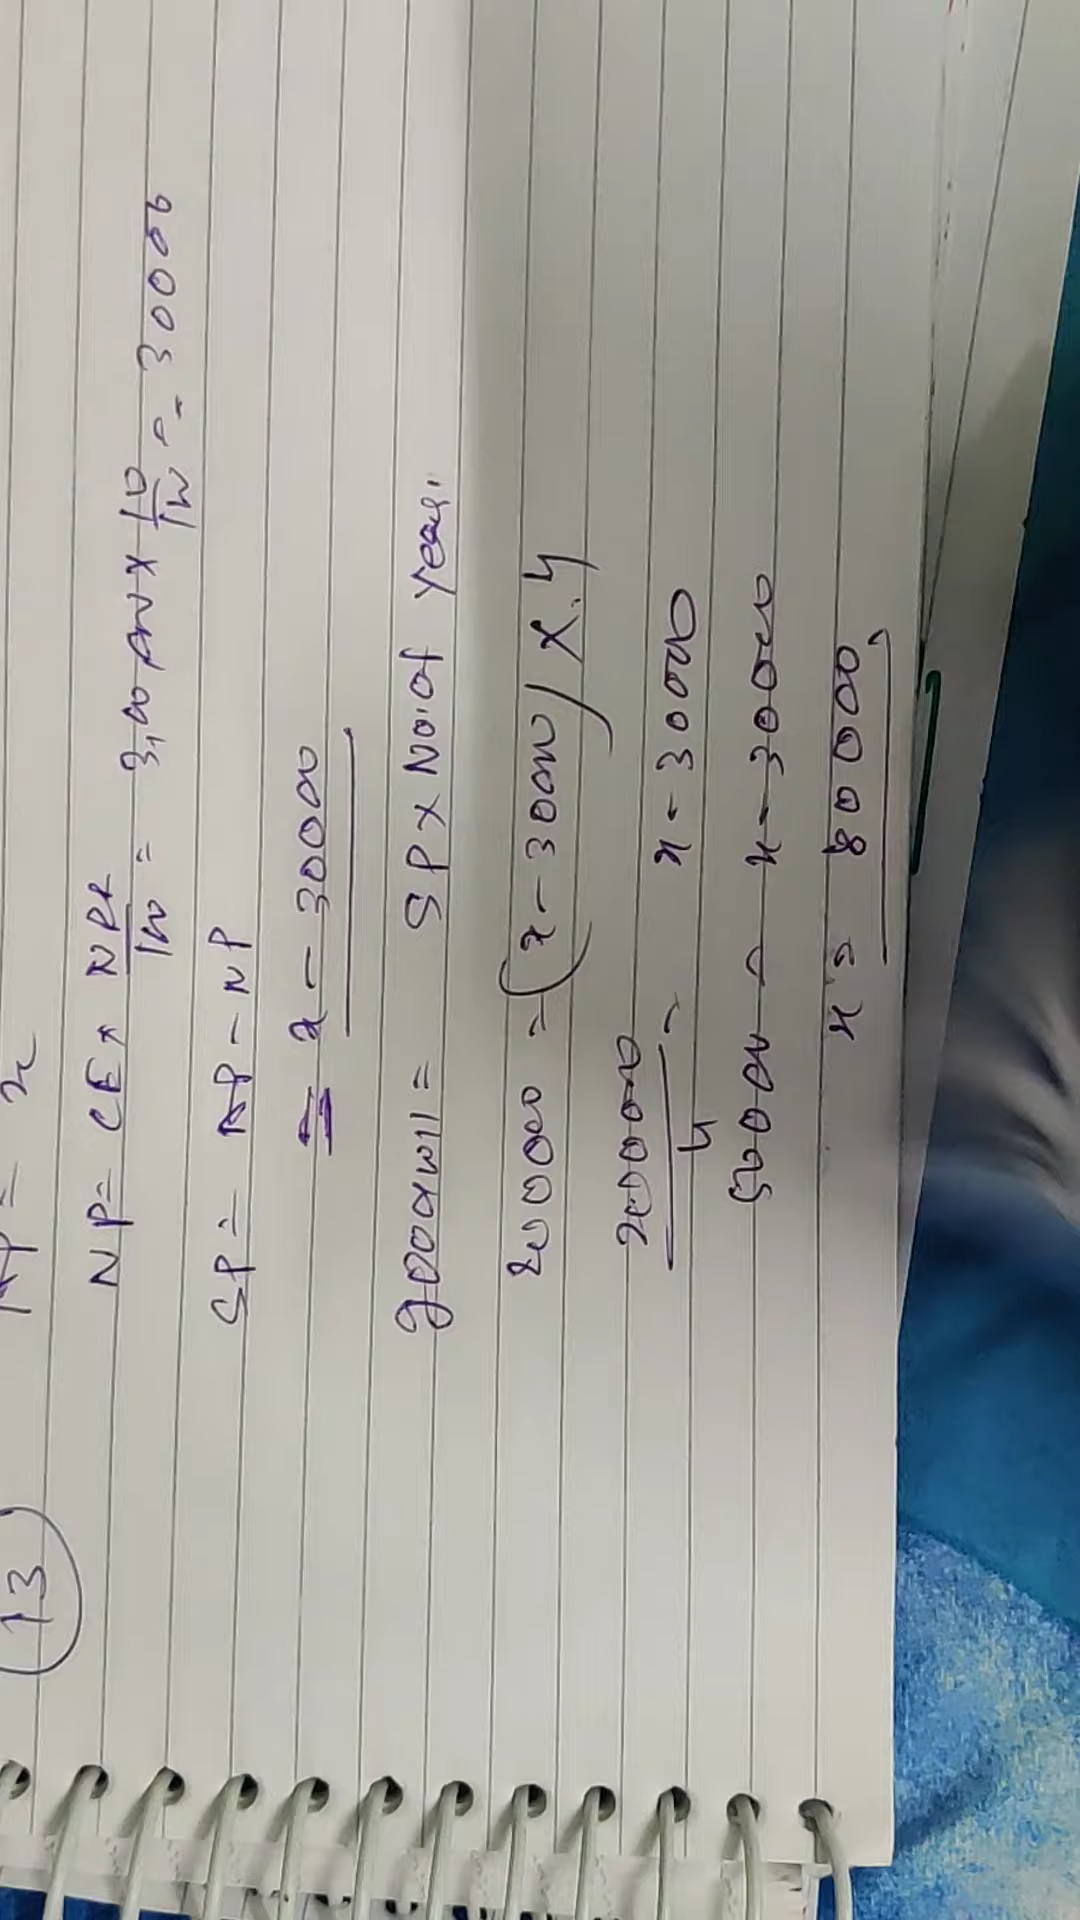 13
= x
NP = CE x NRR/100 = 3,00,000 x 10/100 = 30000
SP = AP - NP
= x - 30000
goodwill = SP x No. of years.
200000 = (x - 30000) x 4
200000/4 = x - 30000
50000 = x - 30000
x = 80000